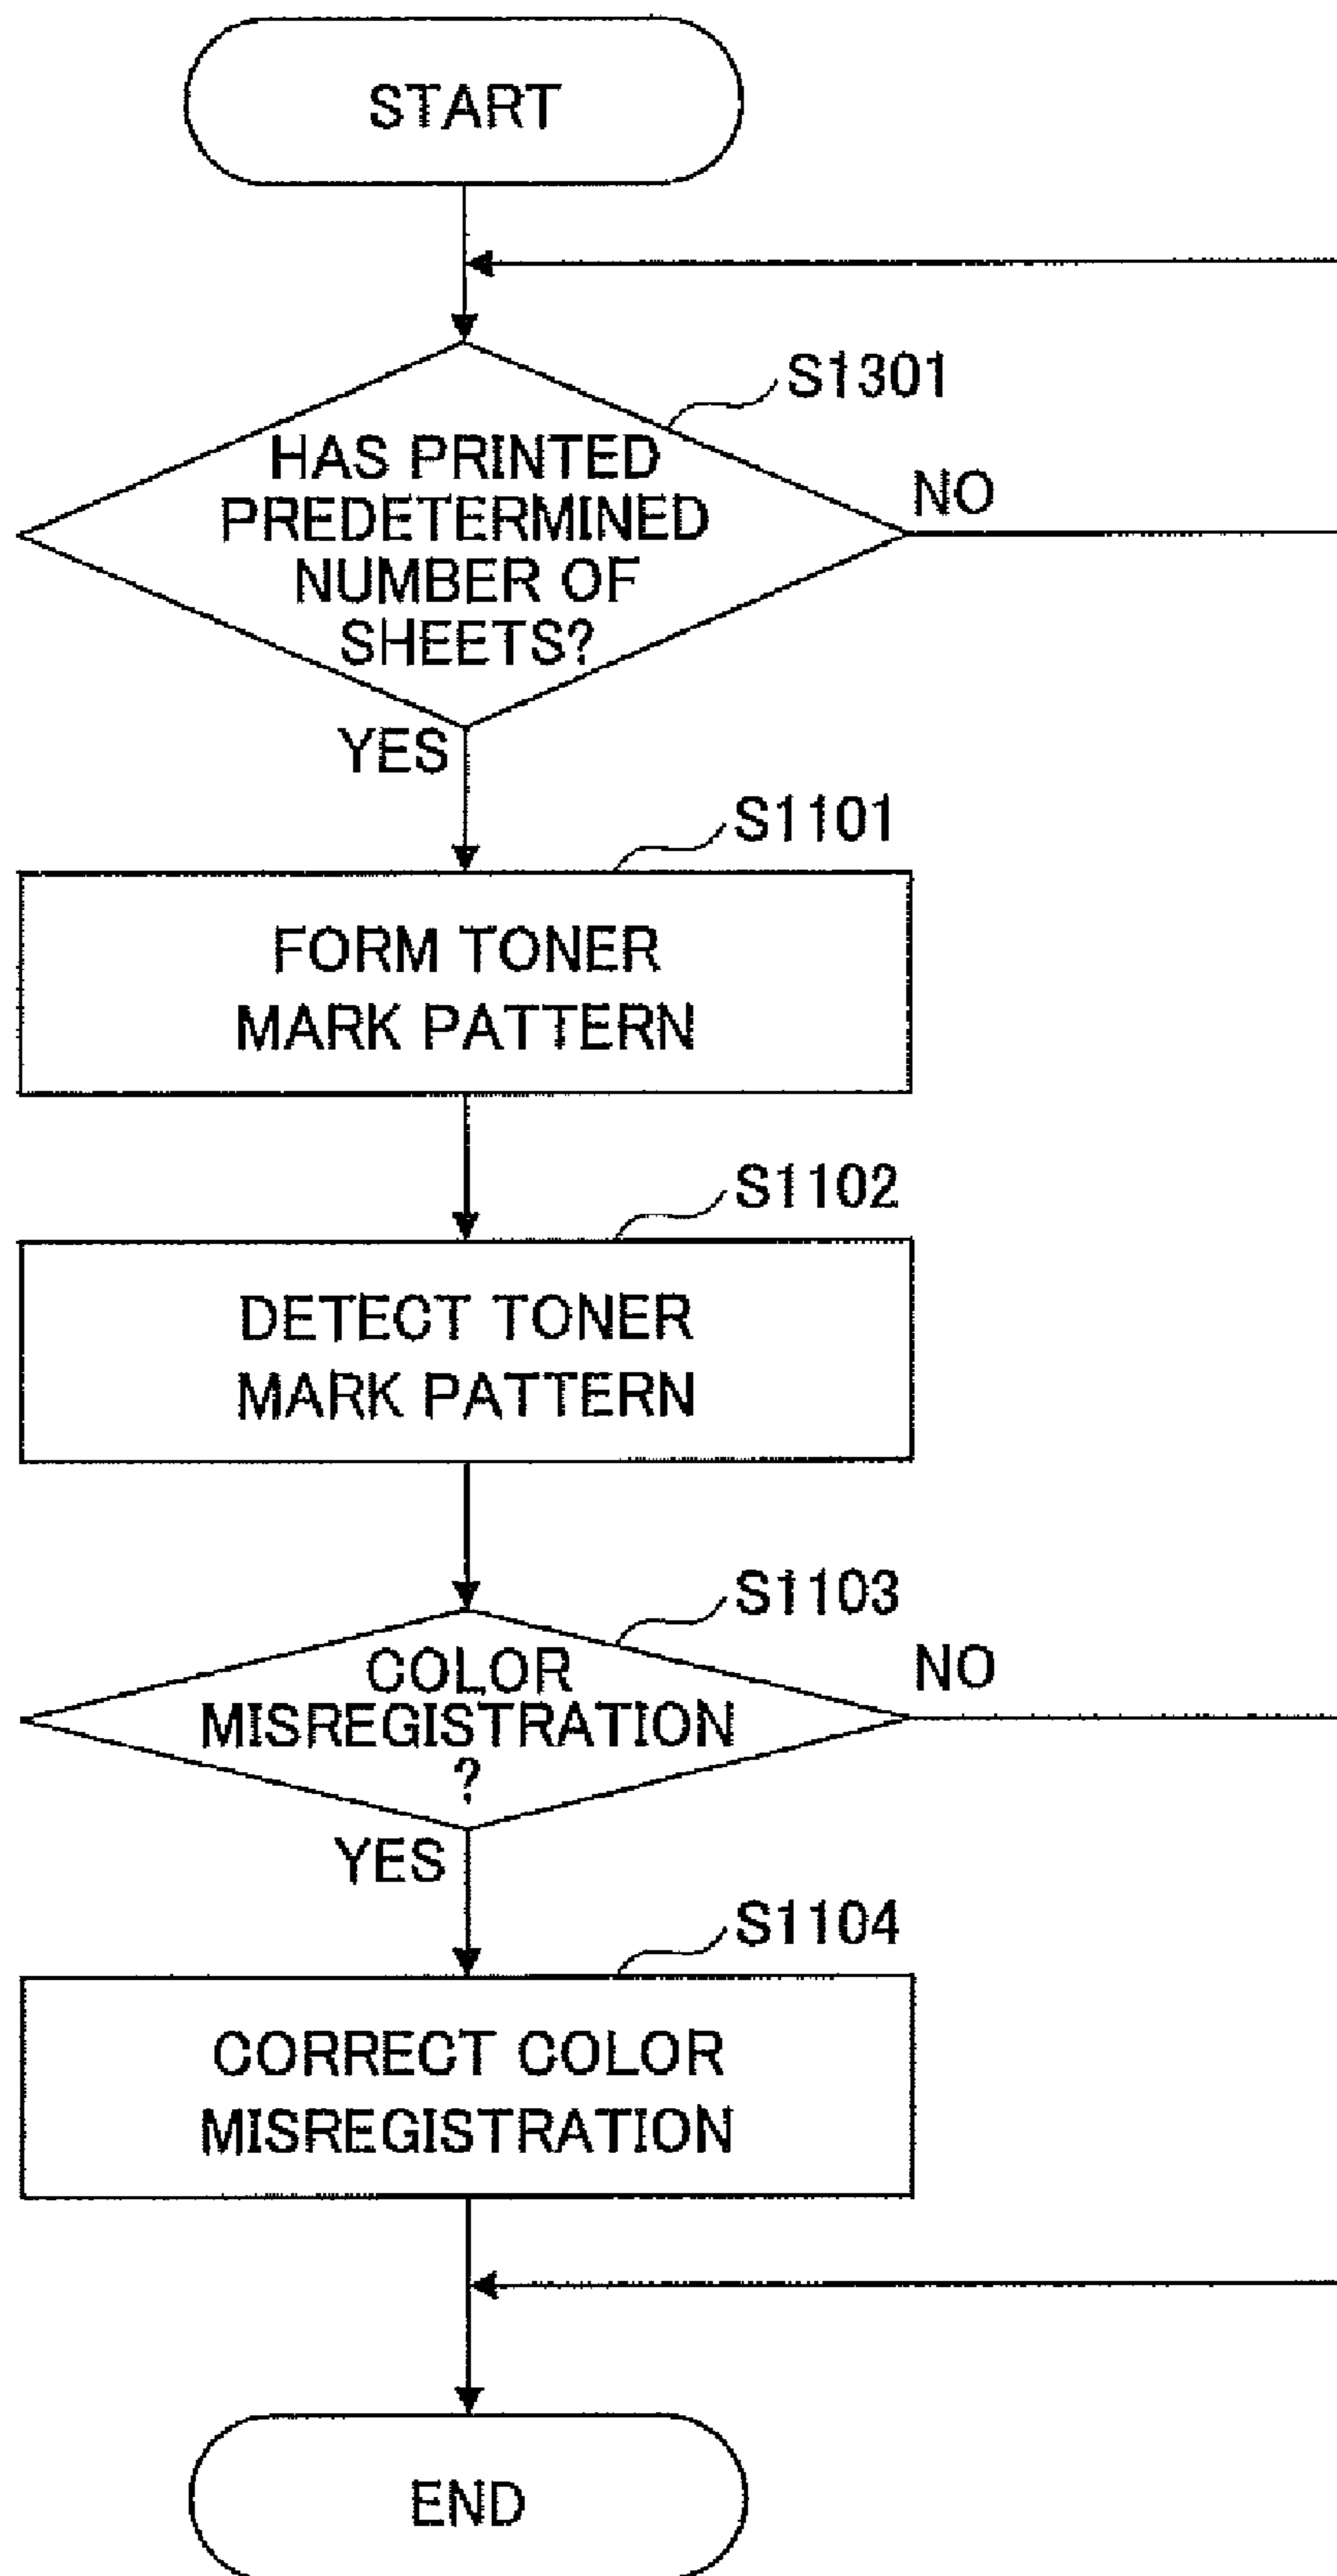 START
S1301
HAS PRINTED
PREDETERMINED
NUMBER OF
SHEETS?
NO
YES
S1101
FORM TONER
MARK PATTERN
S1102
DETECT TONER
MARK PATTERN
S1103
COLOR
MISREGISTRATION
?
NO
YES
S1104
CORRECT COLOR
MISREGISTRATION
END